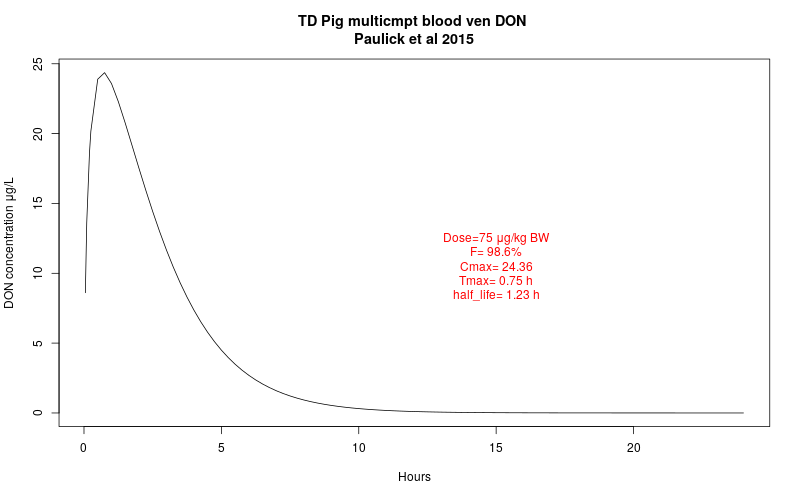 TD Pig multicmpt blood ven DON
Paulick et al 2015
DON concentration µg/L
25
20
15
10
5
0
Dose=75 µg/kg BW
F= 98.6%
Cmax= 24.36
Tmax= 0.75 h
half_life= 1.23 h
0 5 10 15 20
Hours